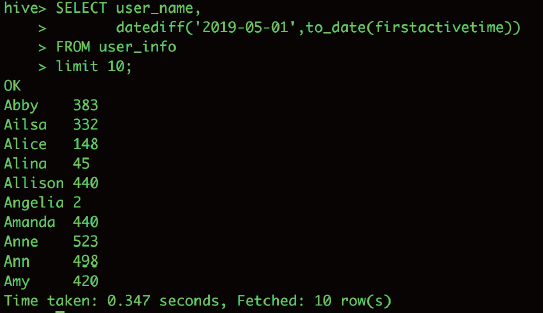 hive> SELECT user_name,
    >        datediff('2019-05-01',to_date(firstactivetime))
    > FROM user_info
    > limit 10;
OK
Abby    383
Ailsa   332
Alice   148
Alina   45
Allison 440
Angelia 2
Amanda  440
Anne    523
Ann     498
Amy     420
Time taken: 0.347 seconds, Fetched: 10 row(s)